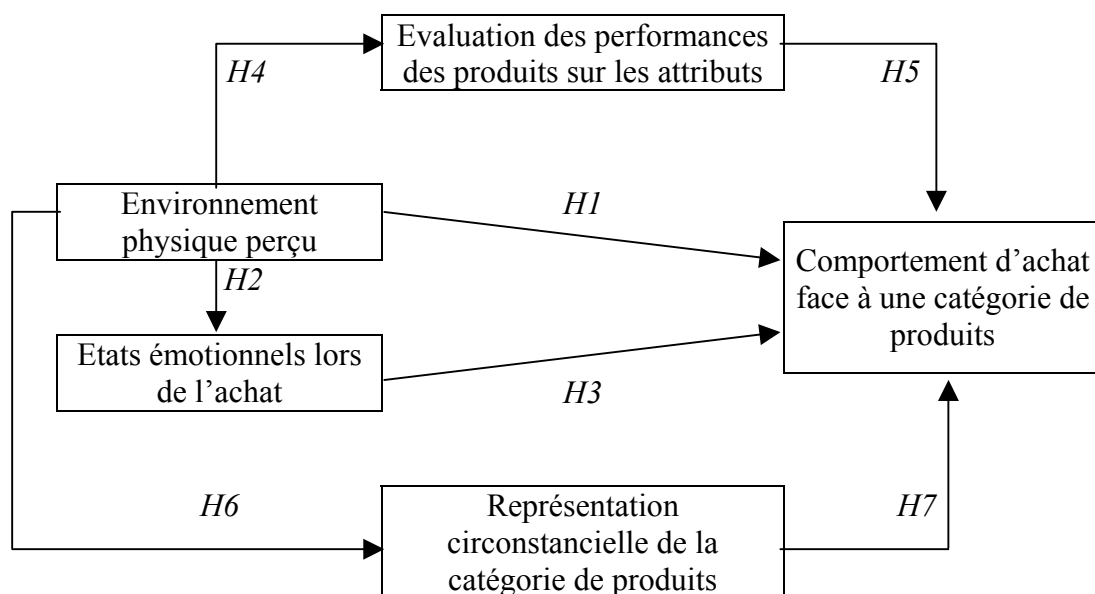 Evaluation des performances
des produits sur les attributs
H4
H5
Environnement
physique perçu
H1
H2
Comportement d’achat
face à une catégorie de
produits
Etats émotionnels lors
de l’achat
H3
H6
Représentation
circonstancielle de la
catégorie de produits
H7